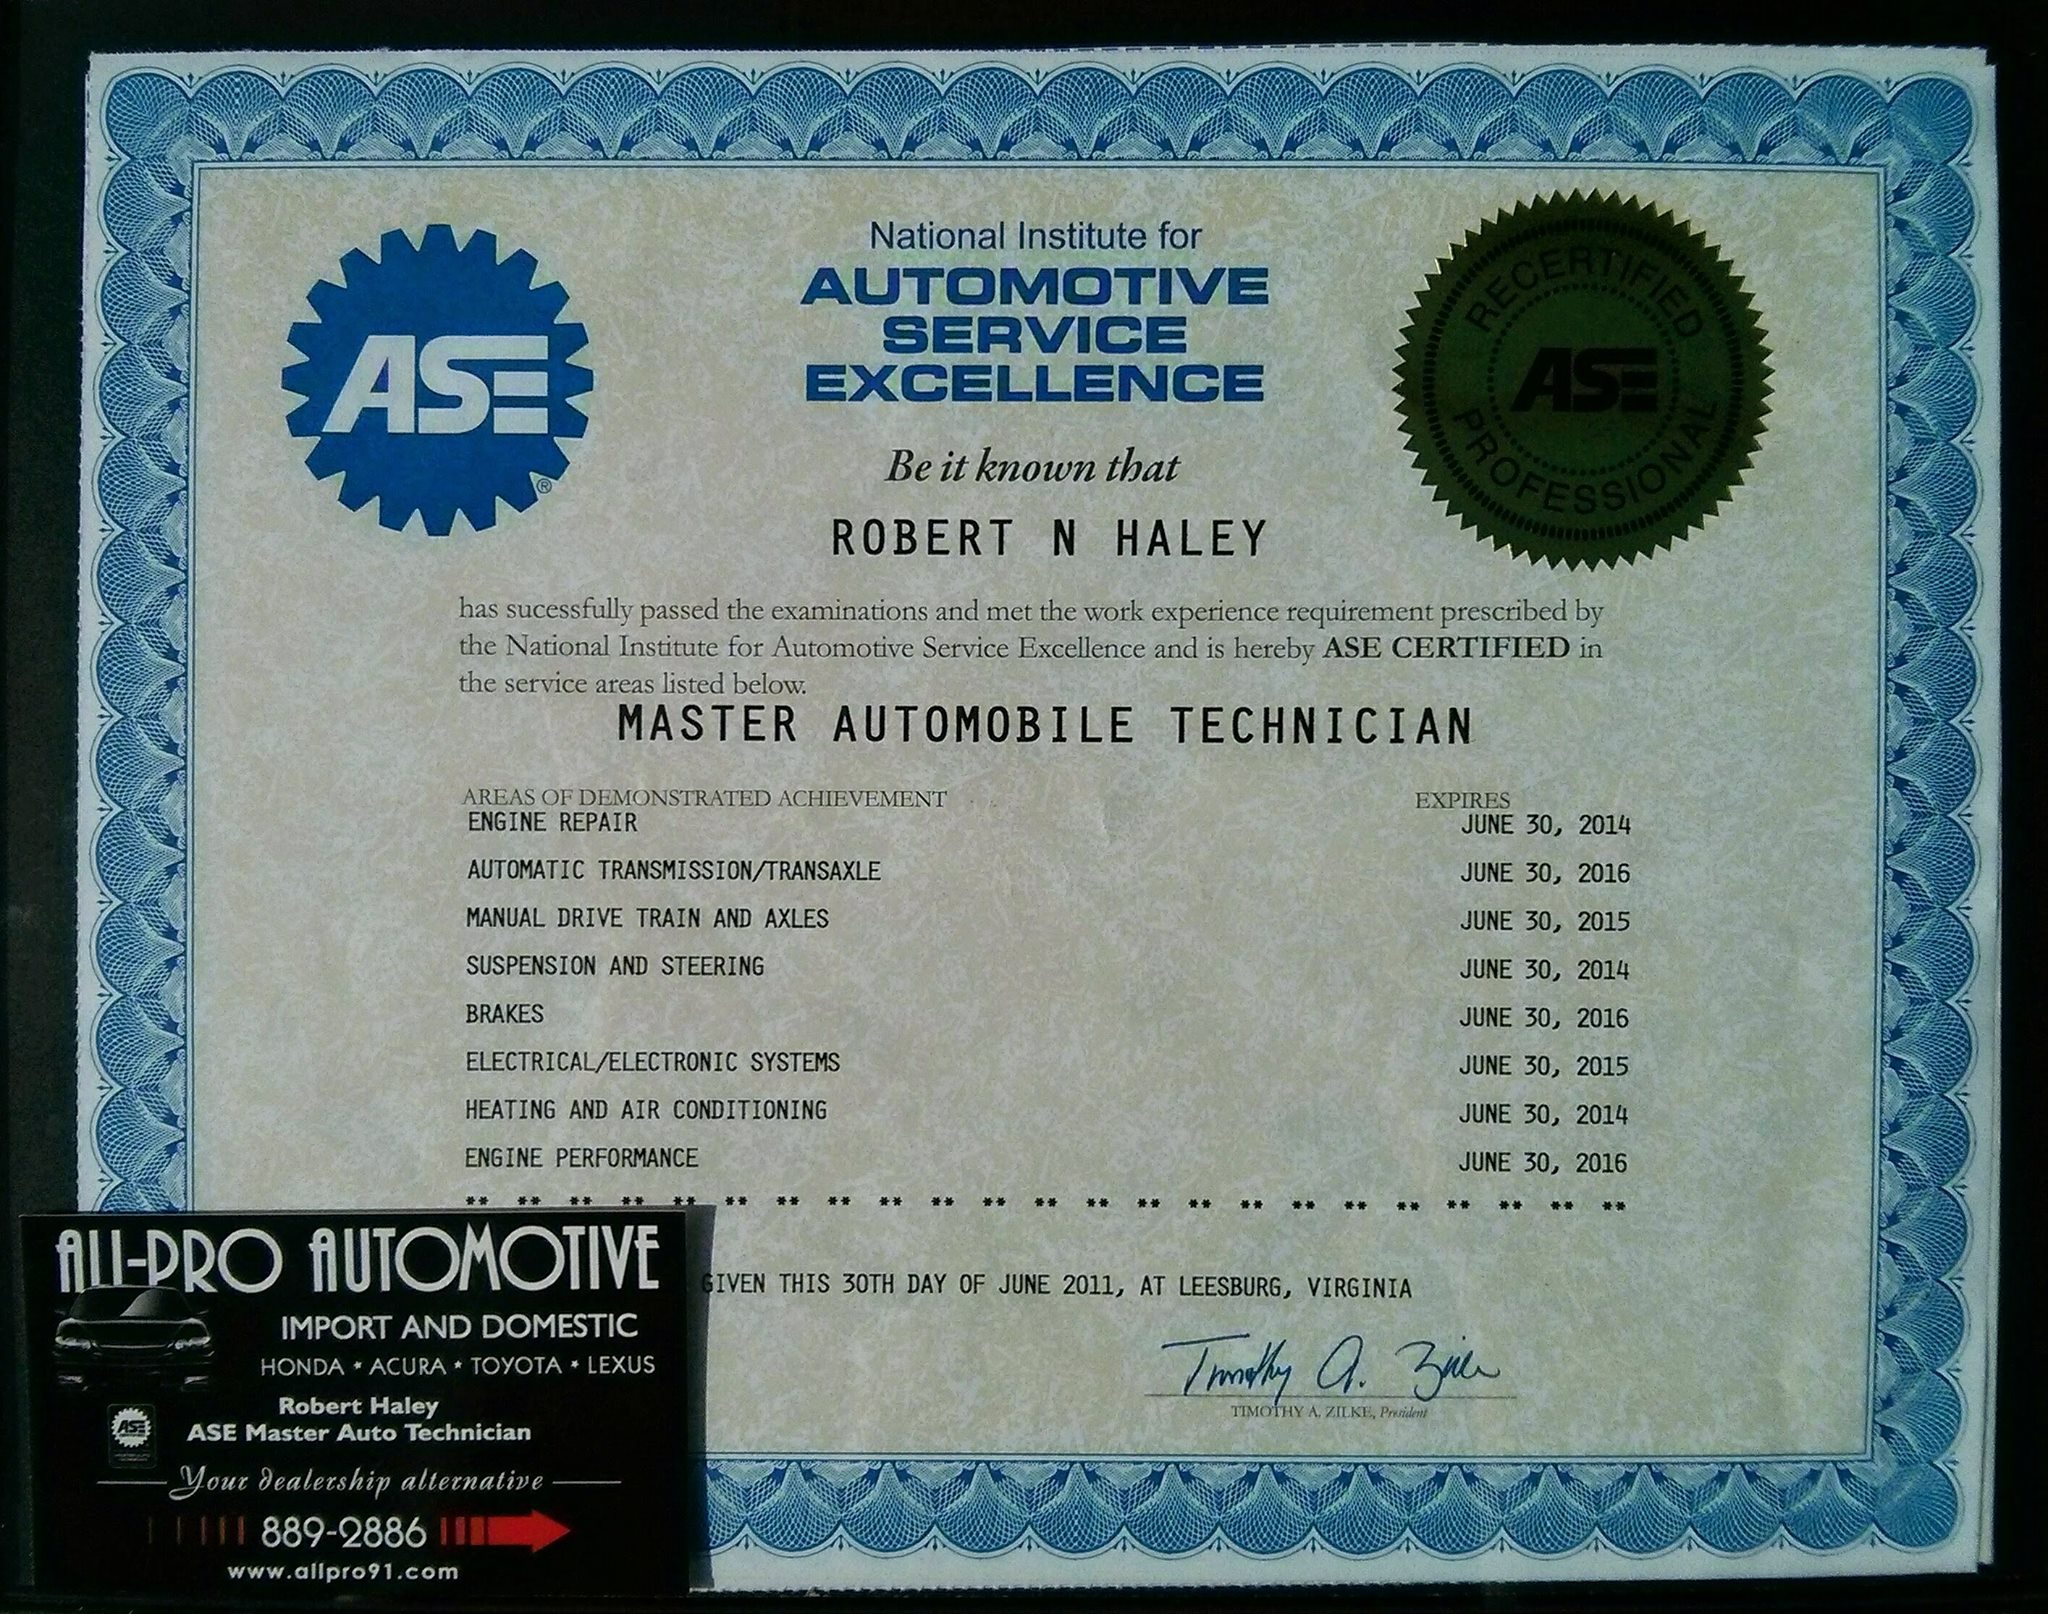 National Institute for
AUTOMOTIVE
SERVICE
EXCELLENCE
ASE
®
RECERTIFIED
ASE
PROFESSIONAL
Be it known that
ROBERT N HALEY
has sucessfully passed the examinations and met the work experience requirement prescribed by
the National Institute for Automotive Service Excellence and is hereby ASE CERTIFIED in
the service areas listed below.
MASTER AUTOMOBILE TECHNICIAN
AREAS OF DEMONSTRATED ACHIEVEMENT EXPIRES
ENGINE REPAIR JUNE 30, 2014
AUTOMATIC TRANSMISSION/TRANSAXLE JUNE 30, 2016
MANUAL DRIVE TRAIN AND AXLES JUNE 30, 2015
SUSPENSION AND STEERING JUNE 30, 2014
BRAKES JUNE 30, 2016
ELECTRICAL/ELECTRONIC SYSTEMS JUNE 30, 2015
HEATING AND AIR CONDITIONING JUNE 30, 2014
ENGINE PERFORMANCE JUNE 30, 2016
** ** ** ** ** ** ** ** ** ** ** ** ** ** ** ** ** ** ** ** ** ** **
GIVEN THIS 30TH DAY OF JUNE 2011, AT LEESBURG, VIRGINIA
Timothy A. Zilke
TIMOTHY A. ZILKE, President
ALL-PRO AUTOMOTIVE
IMPORT AND DOMESTIC
HONDA * ACURA * TOYOTA * LEXUS
Robert Haley
ASE Master Auto Technician
ASE
Your dealership alternative
889-2886
www.allpro91.com